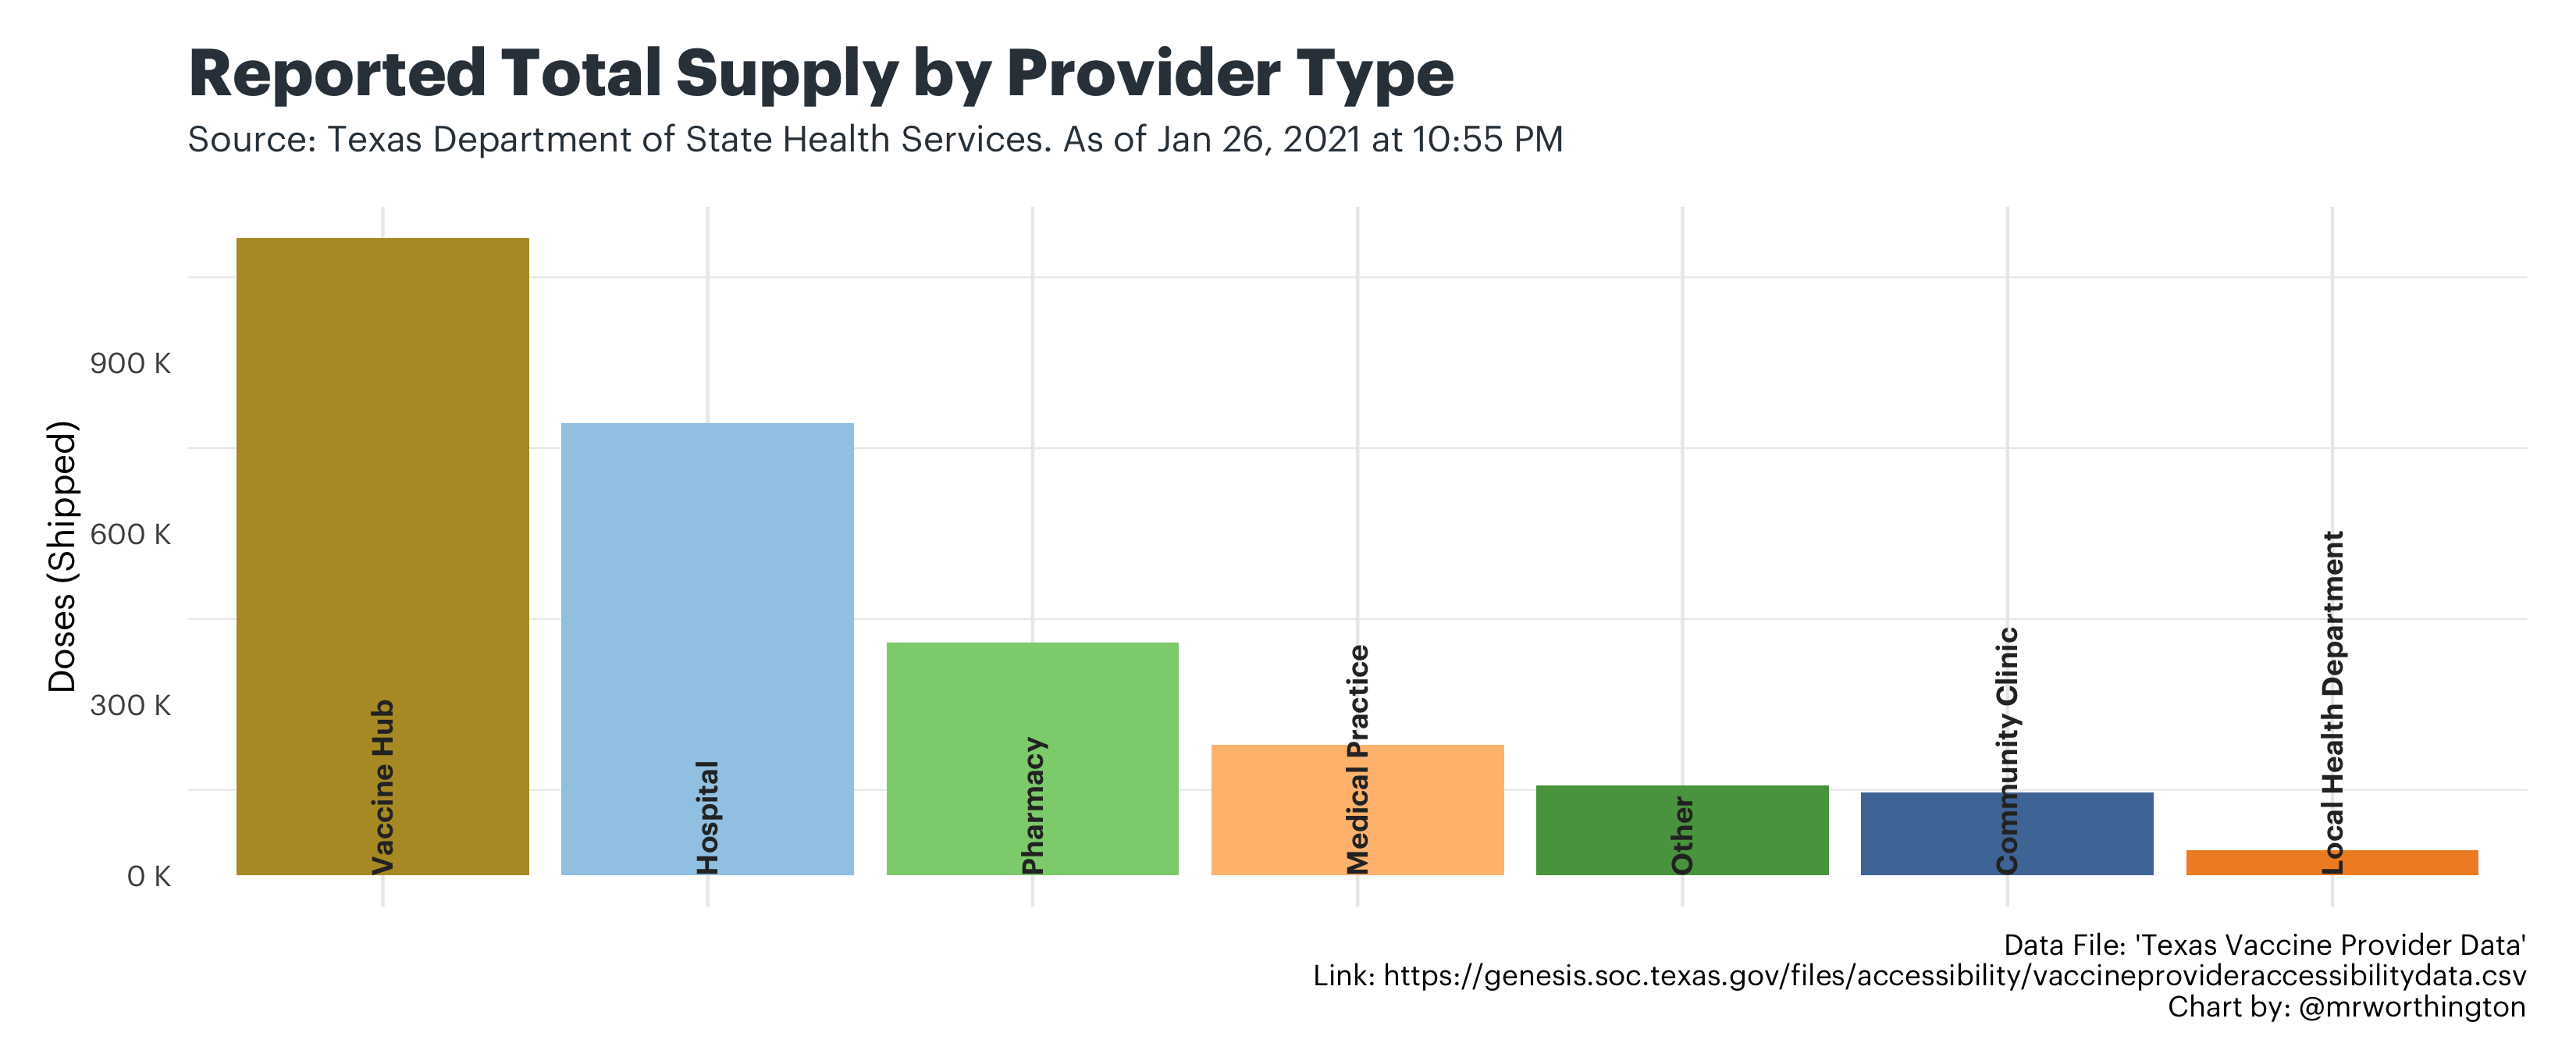 Reported Total Supply by Provider Type
Source: Texas Department of State Health Services. As of Jan 26, 2021 at 10:55 PM
Doses (Shipped)
900 K
600 K
300 K
0 K
Vaccine Hub
Hospital
Pharmacy
Medical Practice
Other
Community Clinic
Local Health Department
Data File: 'Texas Vaccine Provider Data'
Link: https://genesis.soc.texas.gov/files/accessibility/vaccineprovideraccessibilitydata.csv
Chart by: @mrworthington